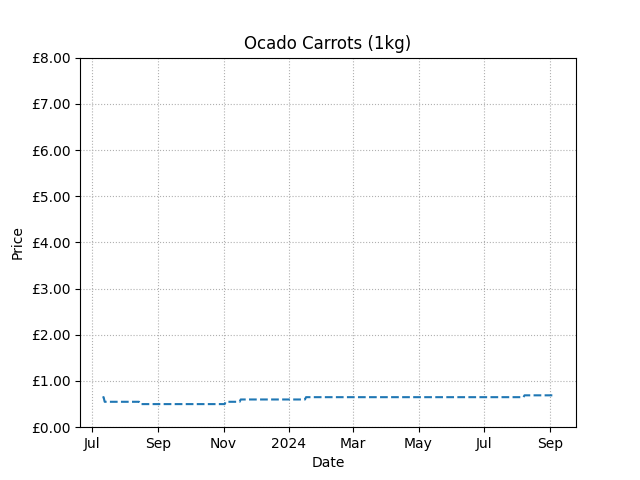 Ocado Carrots (1kg)
£8.00
£7.00
£6.00
£5.00
£4.00
£3.00
£2.00
£1.00
£0.00
Price
Jul Sep Nov 2024 Mar May Jul Sep
Date